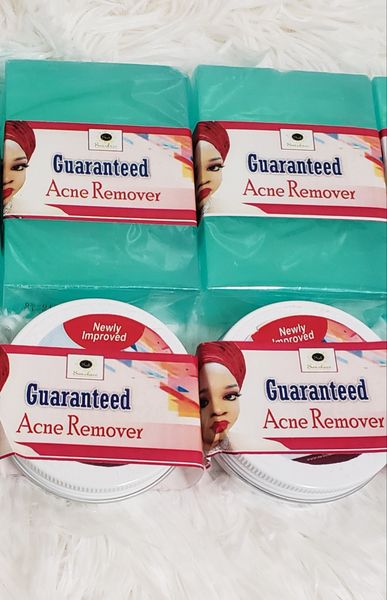 Guaranteed
Acne Remover
Guaranteed
Acne Remover
Newly
Improved
Guaranteed
Acne Remover
Newly
Improved
Guaranteed
Acne Remover